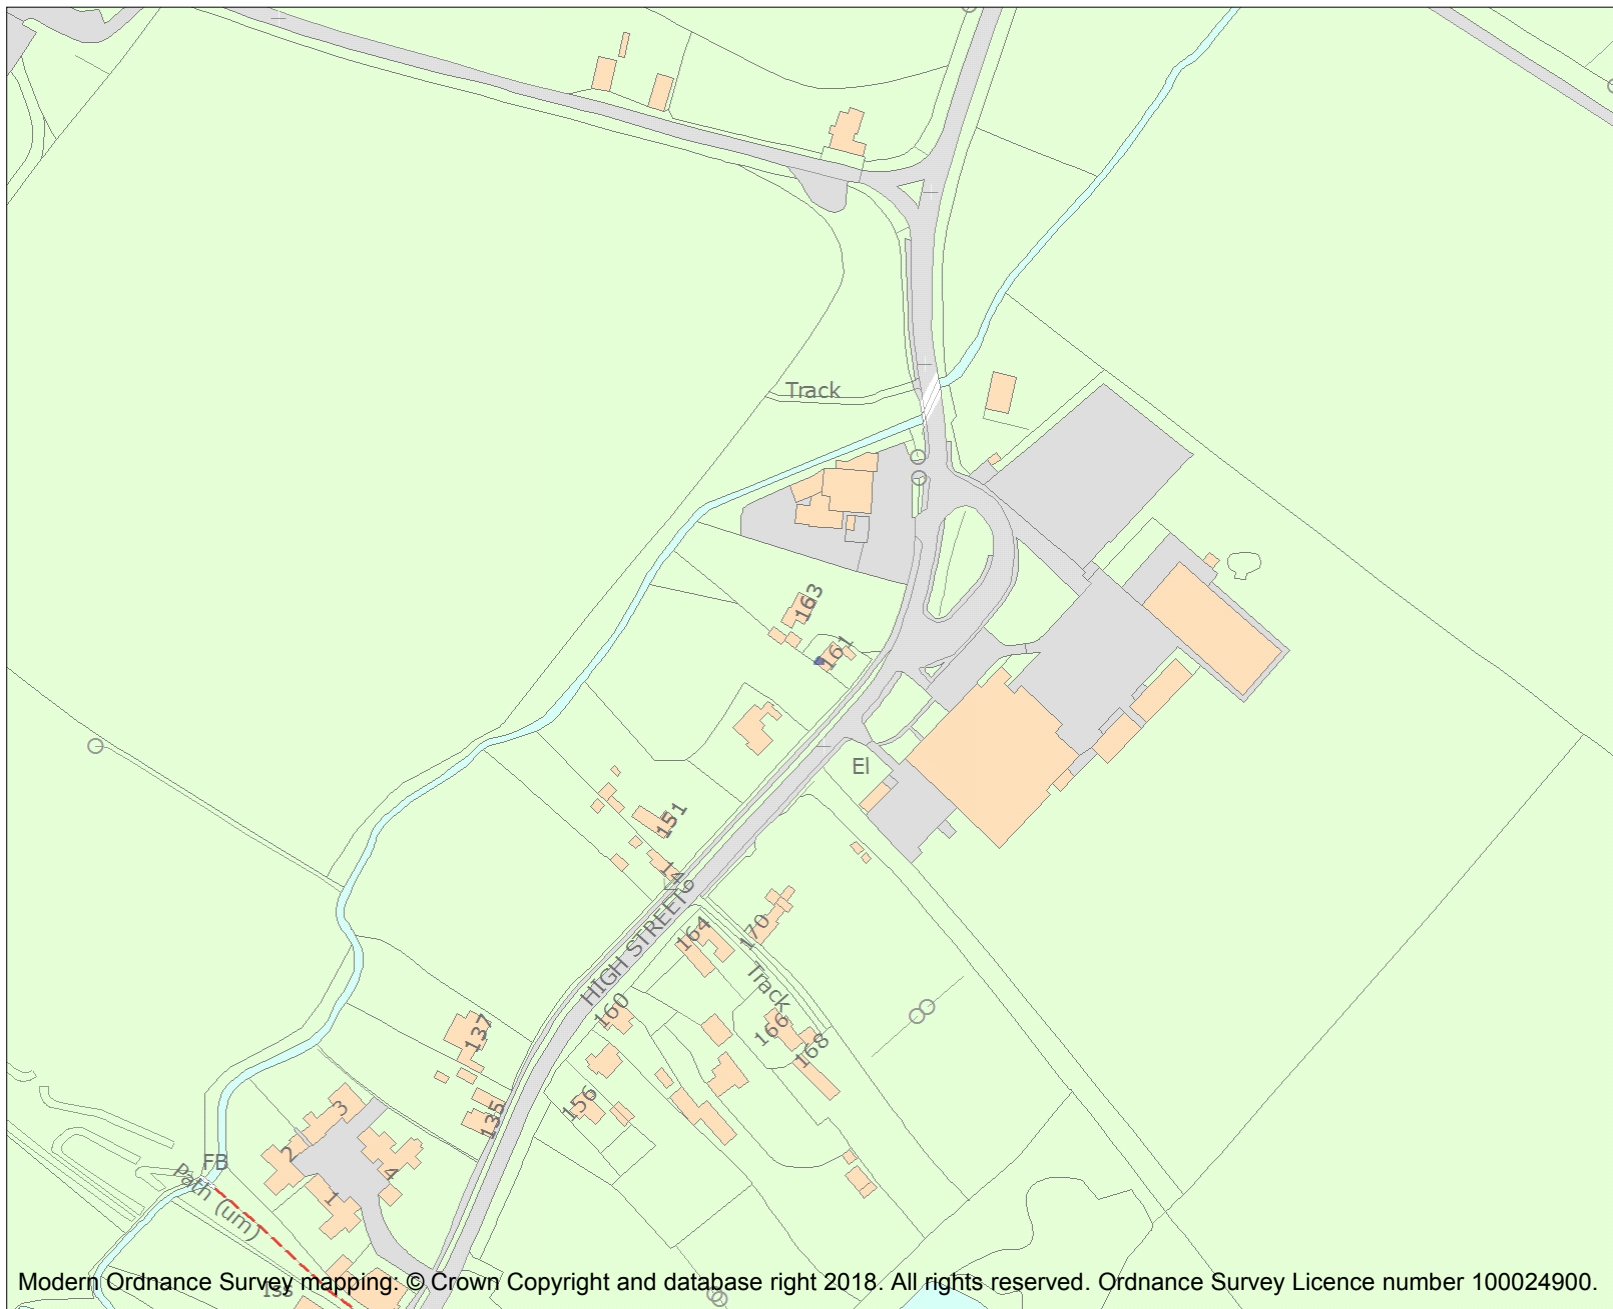 Track
163
161
El
151
149
HIGH STREET
164
170
Track
160
166
168
137
156
135
3
2
4
1
FB
Path (um)
Iss
Modern Ordnance Survey mapping: © Crown Copyright and database right 2018. All rights reserved. Ordnance Survey Licence number 100024900.